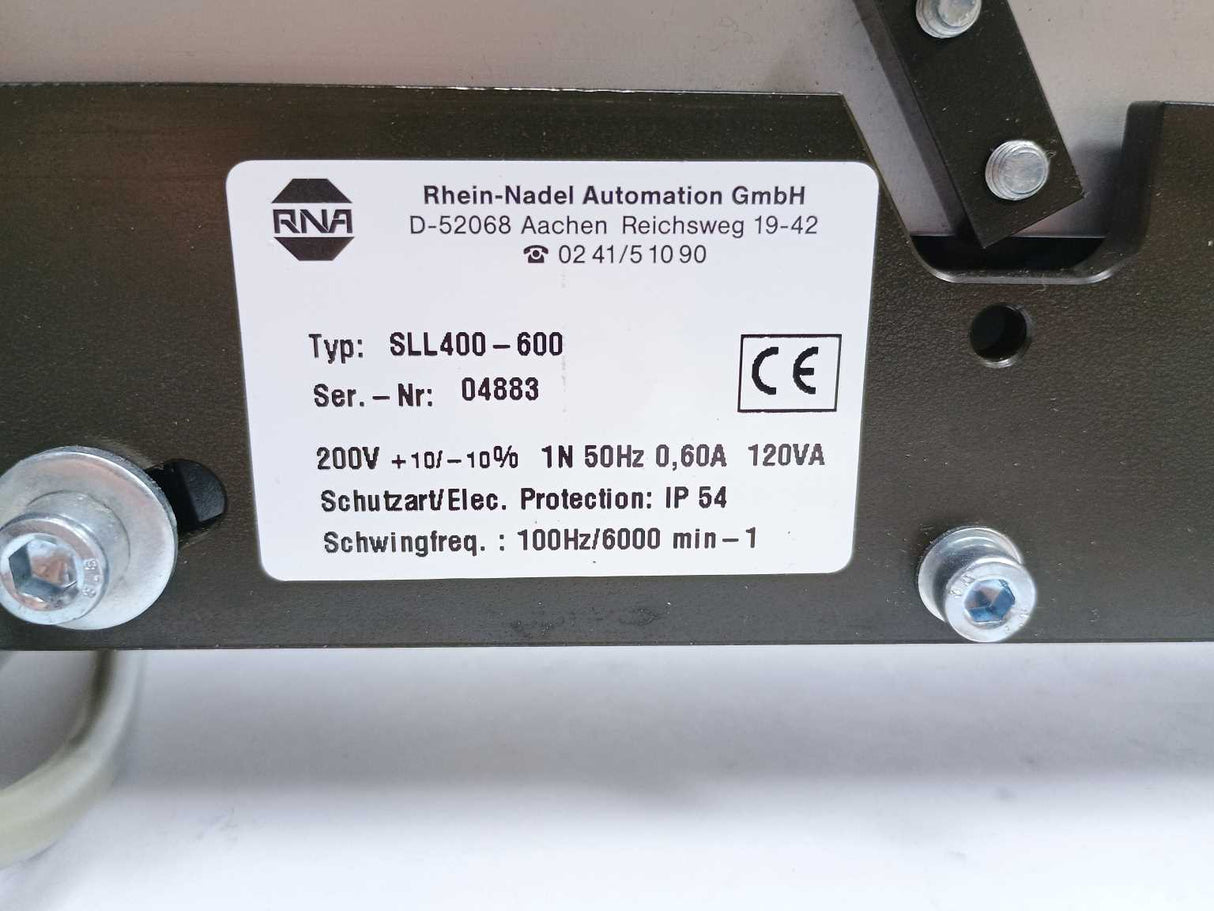 RNA
Rhein-Nadel Automation GmbH
D-52068 Aachen Reichsweg 19-42
☎ 02 41/5 10 90
Typ: SLL400-600
Ser.-Nr: 04883
CE
200V +10/-10% 1N 50Hz 0,60A 120VA
Schutzart/Elec. Protection: IP 54
Schwingfreq. : 100Hz/6000 min-1